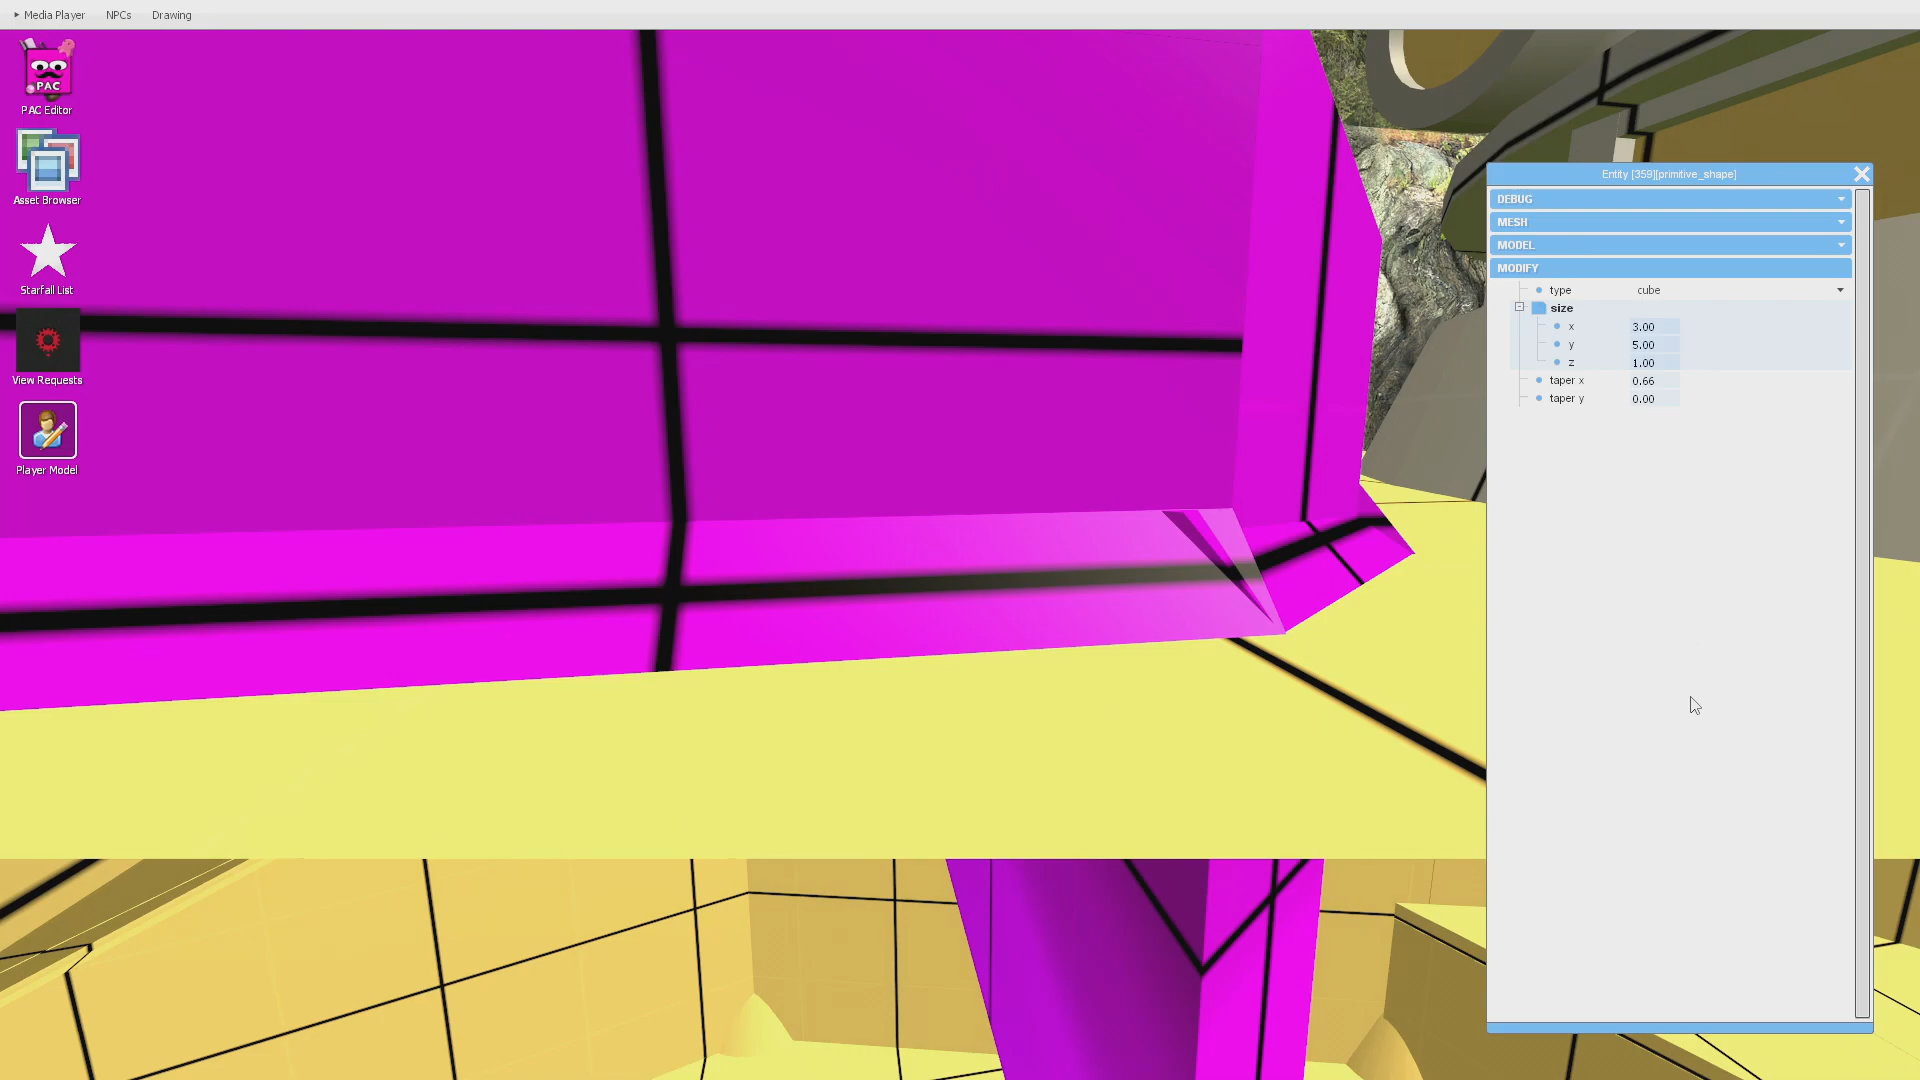 Media Player NPCs Drawing
PAC
PAC Editor
Asset Browser
Starfall List
View Requests
Player Model
Entity [359][primitive_shape]
DEBUG
MESH
MODEL
MODIFY
type cube
size
x 3.00
y 5.00
z 1.00
taper x 0.66
taper y 0.00